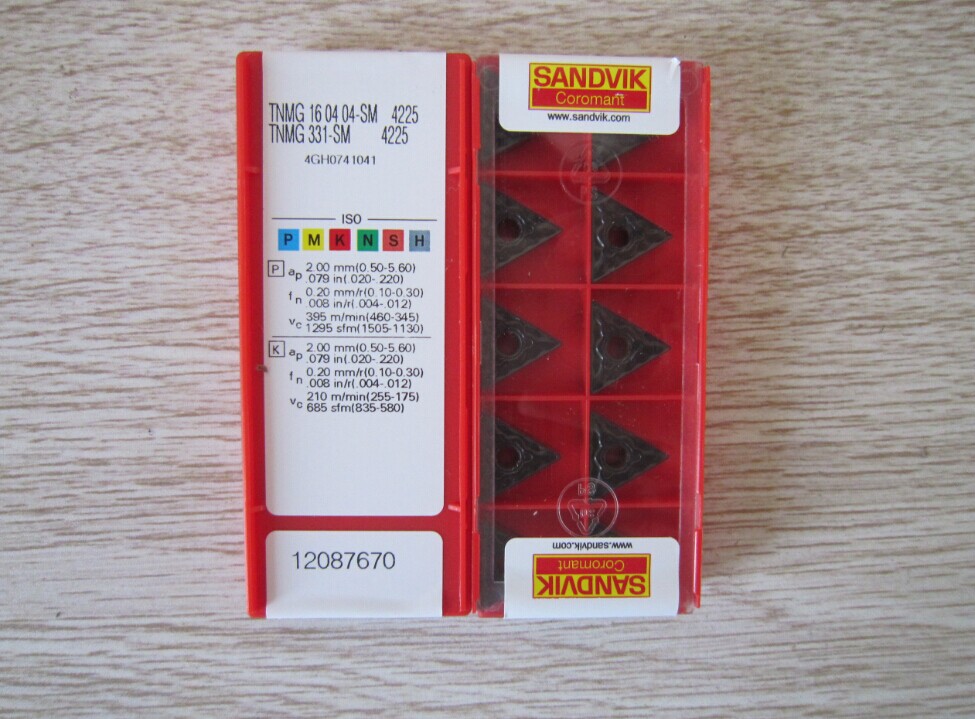 TNMG 16 04 04-SM 4225
TNMG 331-SM 4225
4GH0741041
ISO
P M K N S H
P ap 2.00 mm(0.50-5.60)
.079 in(.020-.220)
fn 0.20 mm/r(0.10-0.30)
.008 in/r(.004-.012)
vc 395 m/min(460-345)
1295 sfm(1505-1130)
K ap 2.00 mm(0.50-5.60)
.079 in(.020-.220)
fn 0.20 mm/r(0.10-0.30)
.008 in/r(.004-.012)
vc 210 m/min(255-175)
685 sfm(835-580)
12087670
SANDVIK
Coromant
www.sandvik.com
www.sandvik.com
Coromant
SANDVIK